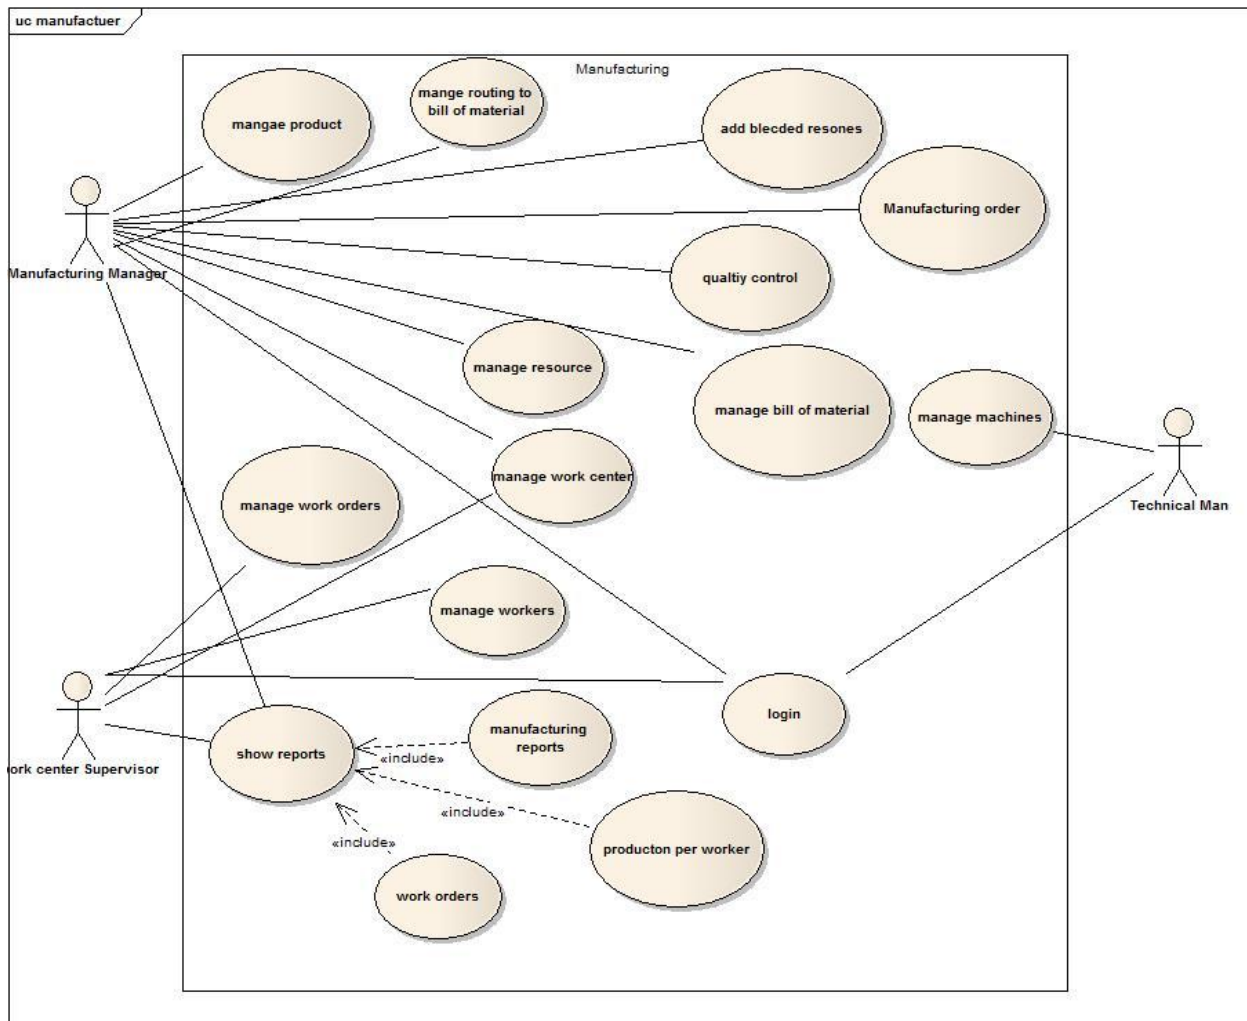 uc manufactuer
Manufacturing
mangae product
mange routing to
bill of material
add blecded resones
Manufacturing order
Manufacturing Manager
qualtiy control
manage resource
manage bill of material
manage machines
Technical Man
manage work center
manage work orders
manage workers
login
ork center Supervisor
show reports
manufacturing
reports
«include»
«include»
«include»
producton per worker
work orders